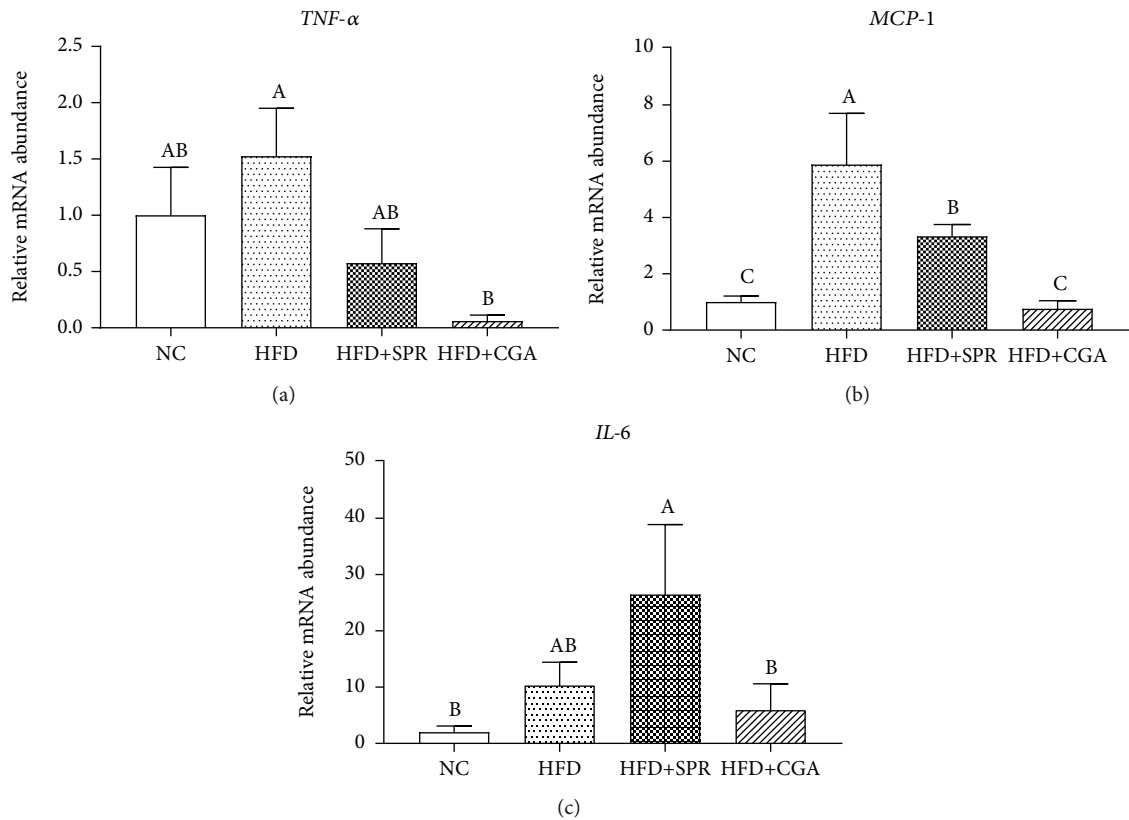 TNF-α
Relative mRNA abundance
2.5
2.0
1.5
1.0
0.5
0.0
AB
A
AB
B
NC HFD HFD+SPR HFD+CGA
(a)
MCP-1
Relative mRNA abundance
10
8
6
4
2
0
C
A
B
C
NC HFD HFD+SPR HFD+CGA
(b)
IL-6
Relative mRNA abundance
50
40
30
20
10
0
B
AB
A
B
NC HFD HFD+SPR HFD+CGA
(c)